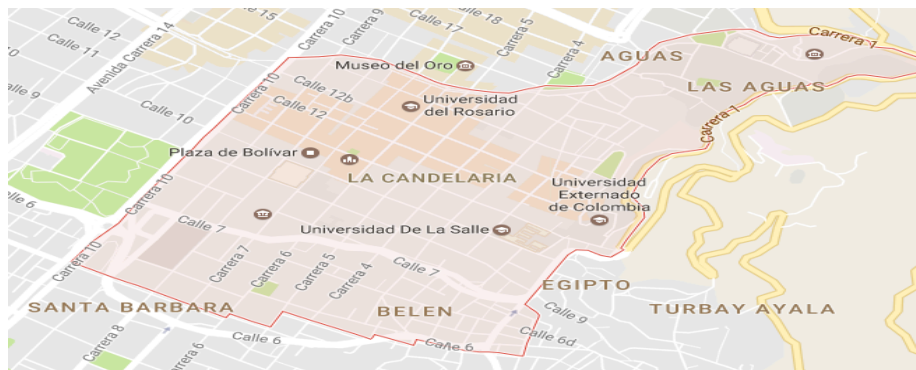 Calle 15
Calle 18
Carrera 5
Carrera 1
Calle 12
Calle 17
Calle 11
Avenida Carrera 14
Carrera 4
AGUAS
Museo del Oro
Carrera 10
Calle 9
Calle 12b
LAS AGUAS
Calle 12
Universidad
del Rosario
Calle 10
Carrera 1
Plaza de Bolívar
LA CANDELARIA
Universidad
Externado
de Colombia
Calle 6
Carrera 10
Calle 7
Universidad De La Salle
Carrera 10
Carrera 7
Carrera 6
Carrera 5
Carrera 4
Calle 7
EGIPTO
SANTA BARBARA
BELEN
TURBAY AYALA
Calle 9
Carrera 8
Calle 6
Calle 6
Calle 6d
Carrera 6